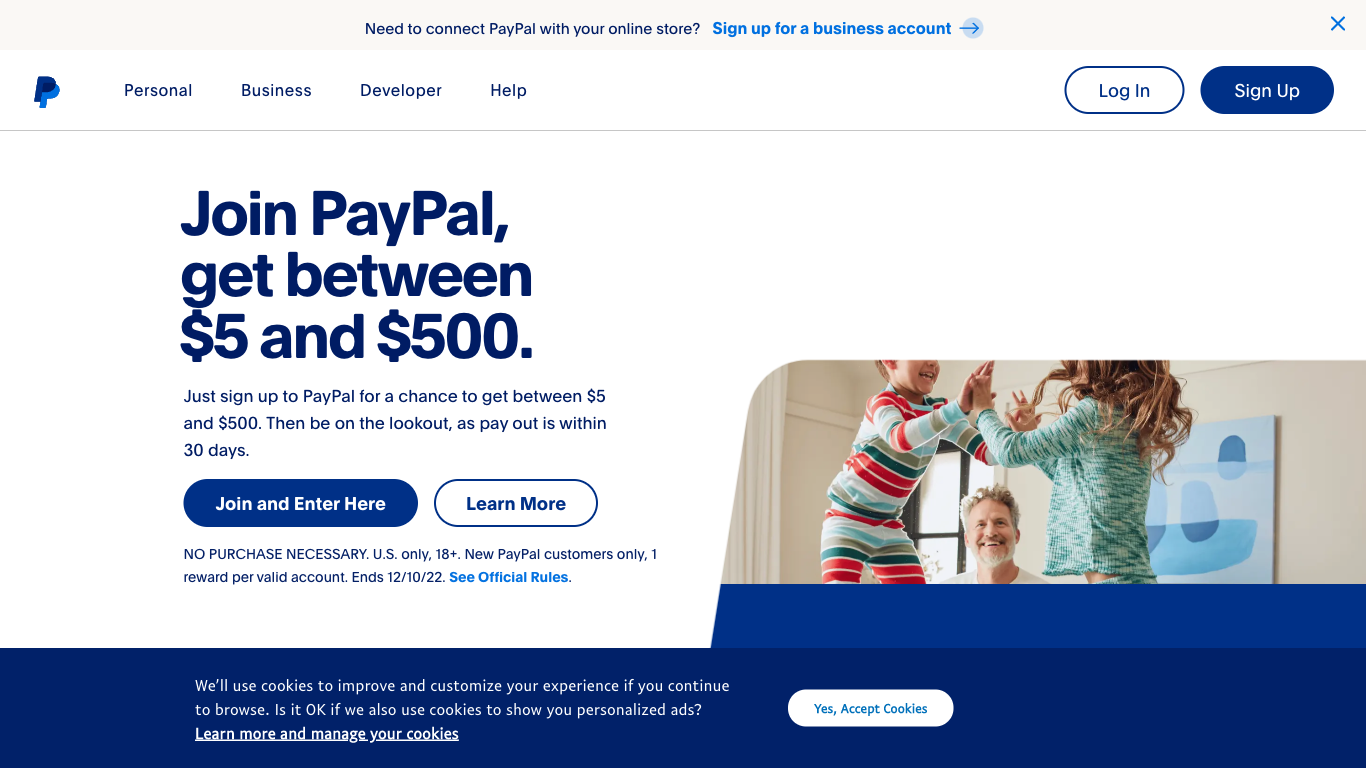 Need to connect PayPal with your online store? Sign up for a business account
Personal Business Developer Help Log In Sign Up
Join PayPal,
get between
$5 and $500.
Just sign up to PayPal for a chance to get between $5
and $500. Then be on the lookout, as pay out is within
30 days.
Join and Enter Here Learn More
NO PURCHASE NECESSARY. U.S. only, 18+. New PayPal customers only, 1
reward per valid account. Ends 12/10/22. See Official Rules.
We’ll use cookies to improve and customize your experience if you continue
to browse. Is it OK if we also use cookies to show you personalized ads?
Learn more and manage your cookies
Yes, Accept Cookies